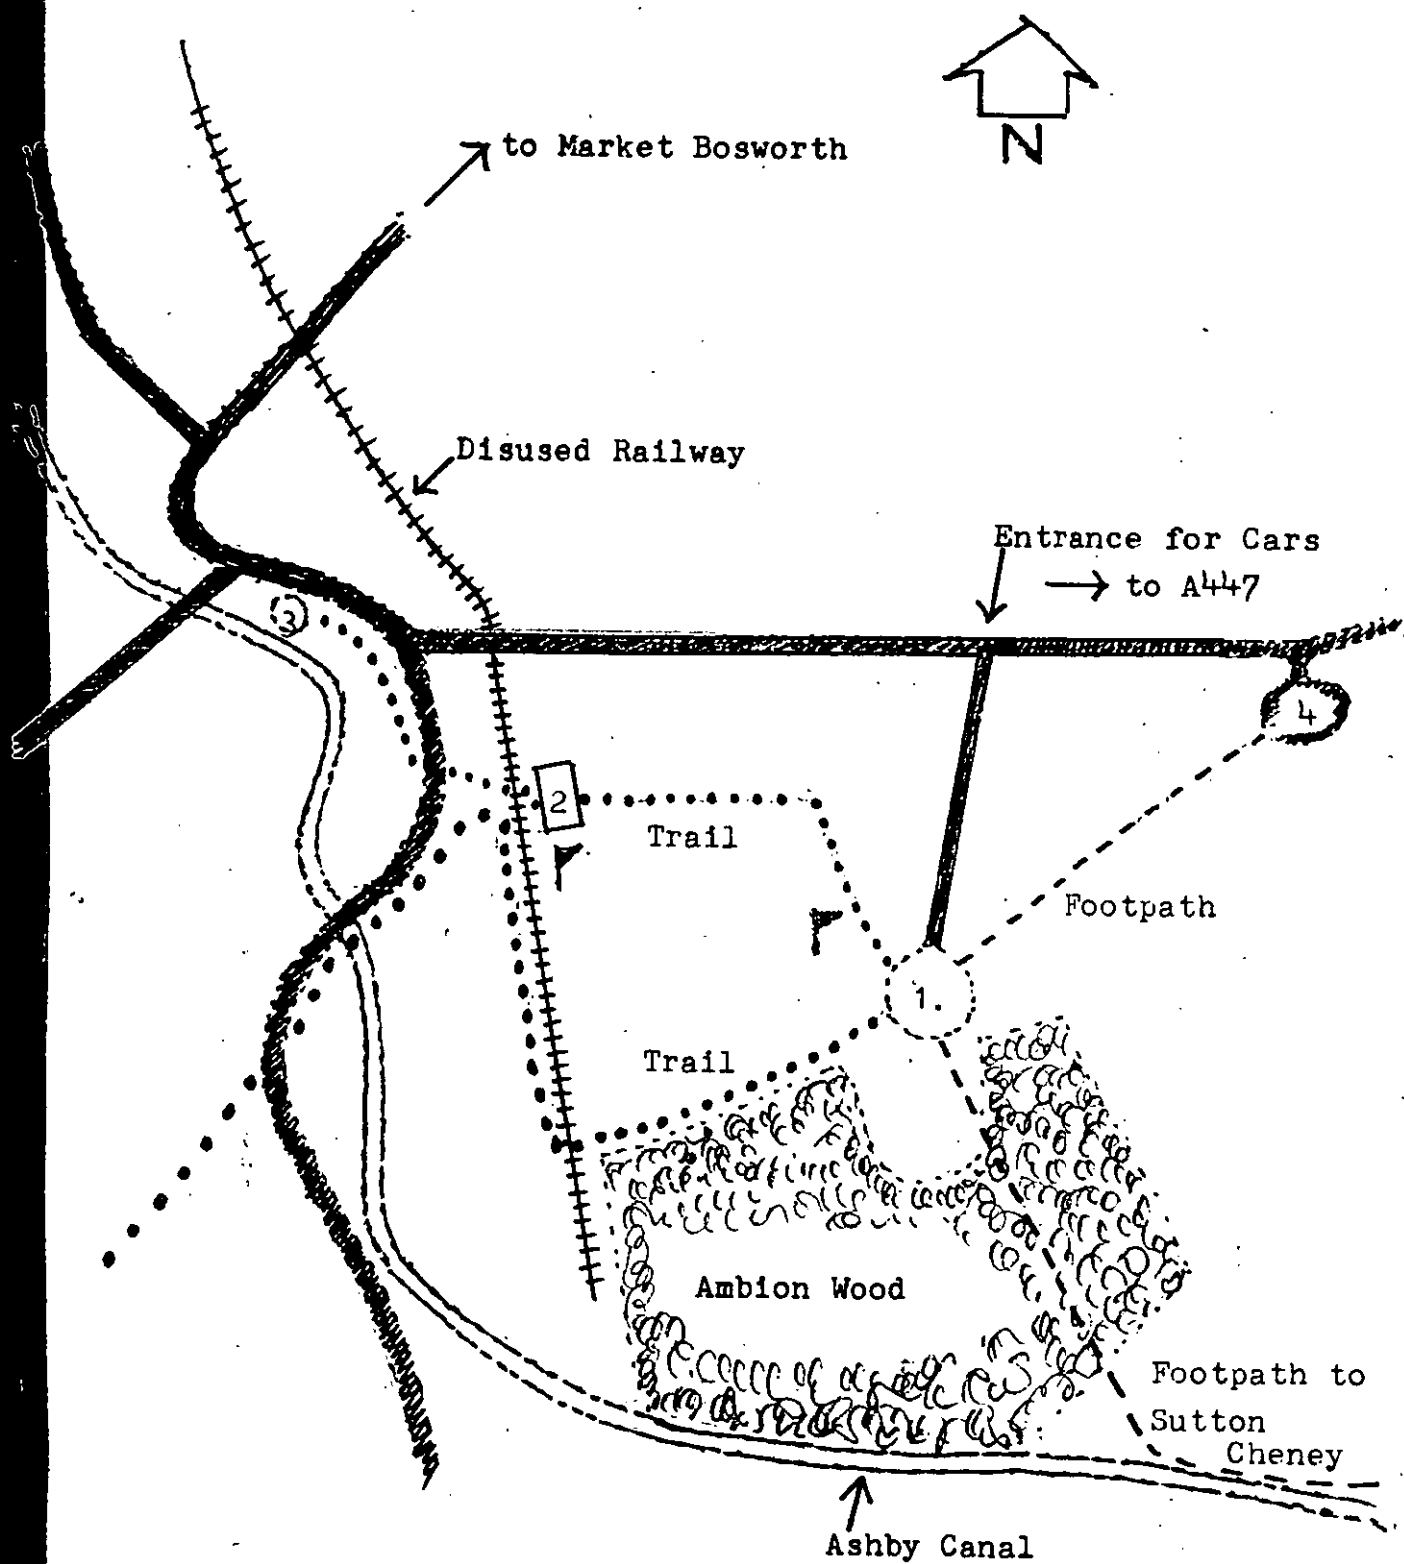 N
to Market Bosworth
Disused Railway
Entrance for Cars
to A447
3
4
2
Trail
Footpath
1.
Trail
Ambion Wood
Footpath to
Sutton
Cheney
Ashby Canal